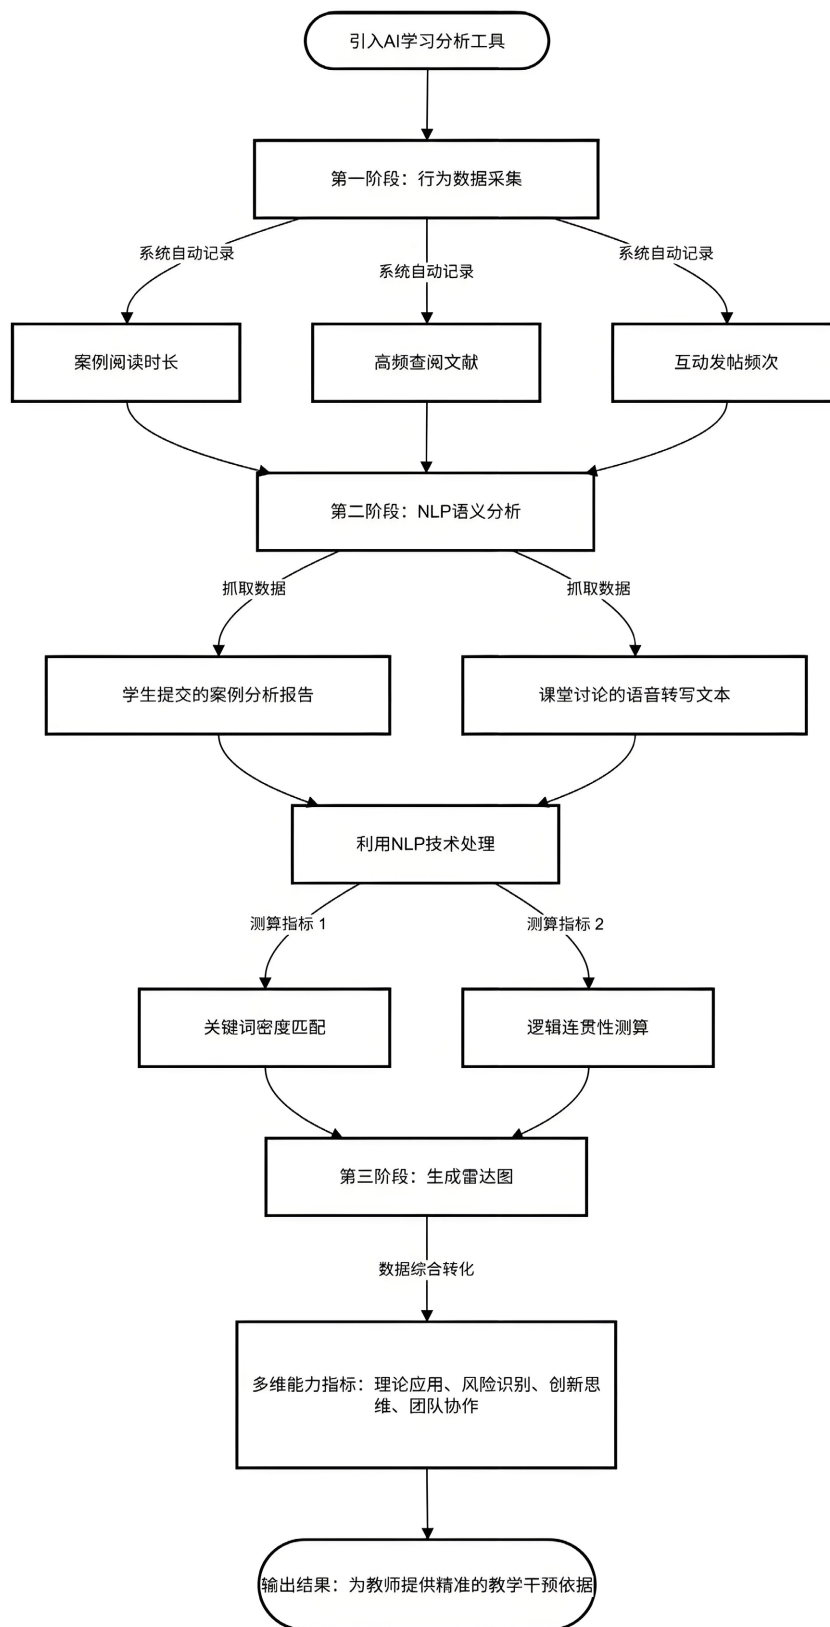 引入AI学习分析工具
第一阶段：行为数据采集
系统自动记录
系统自动记录
系统自动记录
案例阅读时长
高频查阅文献
互动发帖频次
第二阶段：NLP语义分析
抓取数据
抓取数据
学生提交的案例分析报告
课堂讨论的语音转写文本
利用NLP技术处理
测算指标 1
测算指标 2
关键词密度匹配
逻辑连贯性测算
第三阶段：生成雷达图
数据综合转化
多维能力指标：理论应用、风险识别、创新思
维、团队协作
输出结果：为教师提供精准的教学干预依据